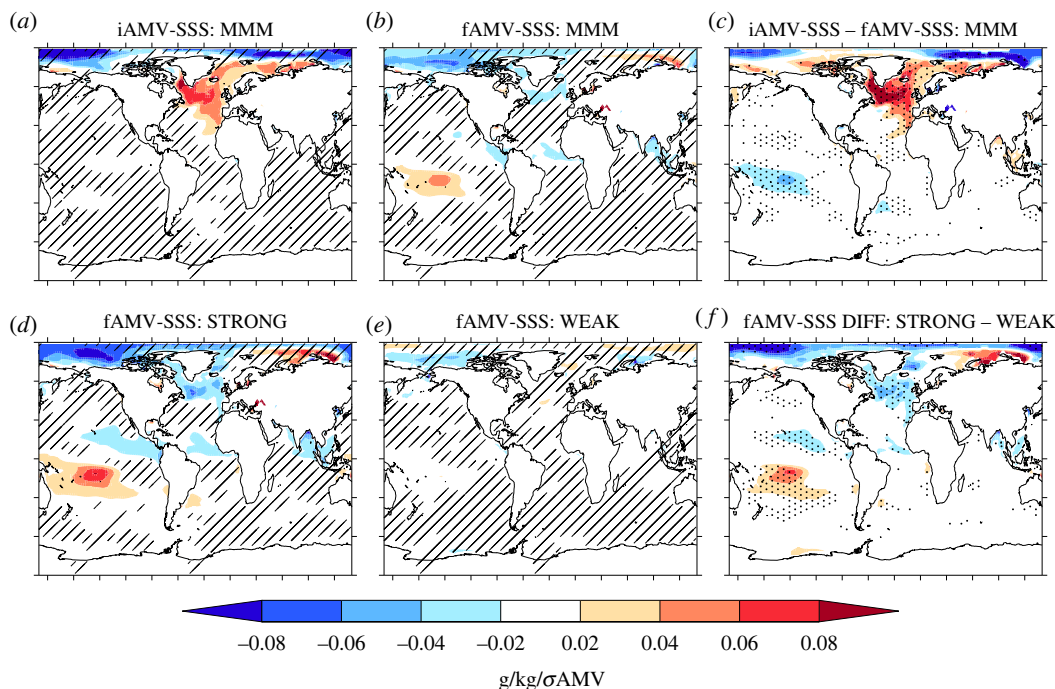 (a) iAMV-SSS: MMM
(b) fAMV-SSS: MMM
(c) iAMV-SSS – fAMV-SSS: MMM
(d) fAMV-SSS: STRONG
(e) fAMV-SSS: WEAK
(f) fAMV-SSS DIFF: STRONG – WEAK
–0.08 –0.06 –0.04 –0.02 0.02 0.04 0.06 0.08
g/kg/σAMV